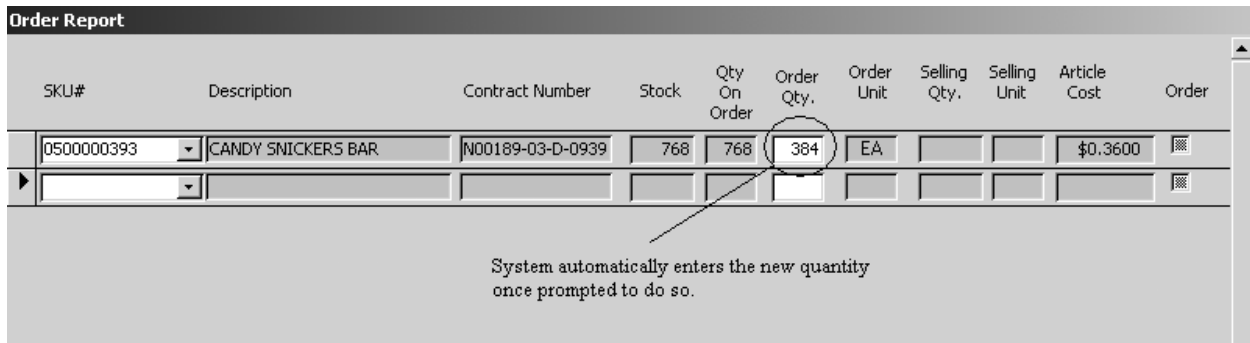 Order Report
SKU# Description Contract Number Stock Qty On Order Order Qty. Order Unit Selling Qty. Selling Unit Article Cost Order
0500000393 CANDY SNICKERS BAR N00189-03-D-0939 768 768 384 EA $0.3600
System automatically enters the new quantity
once prompted to do so.